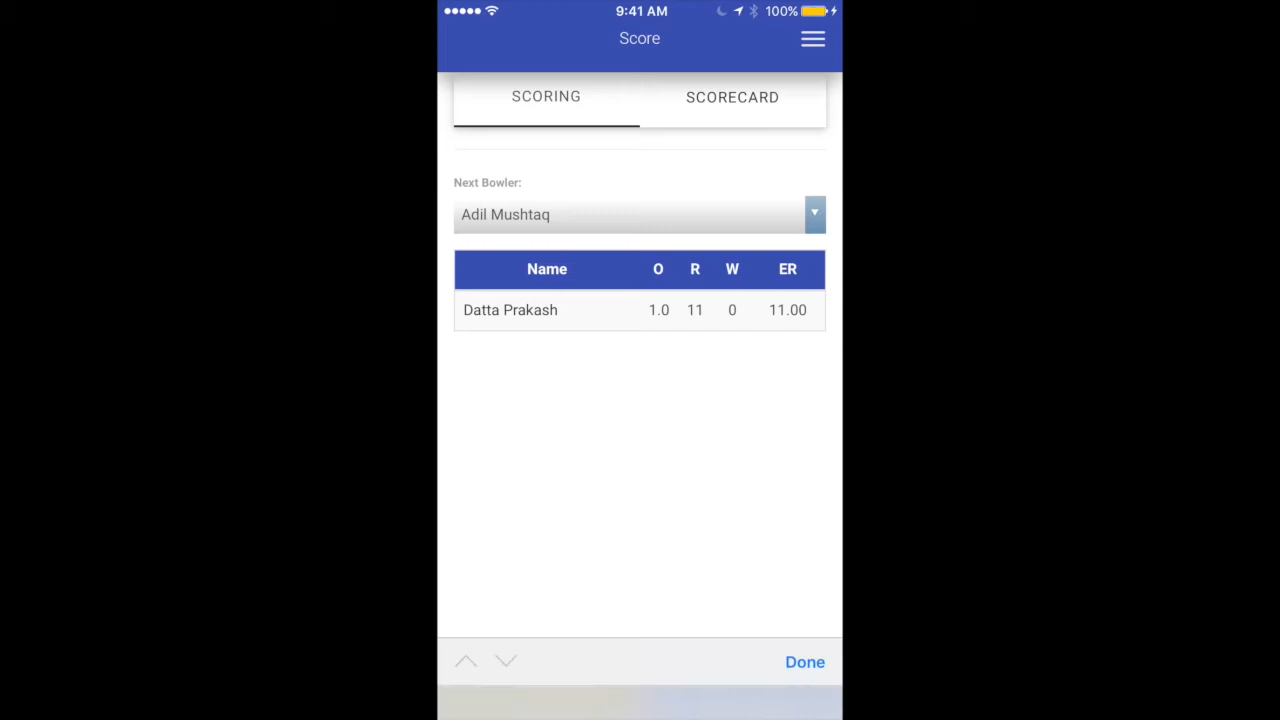 9:41 AM 100%
Score
SCORING SCORECARD
Next Bowler:
Adil Mushtaq
Name O R W ER
Datta Prakash 1.0 11 0 11.00
Done